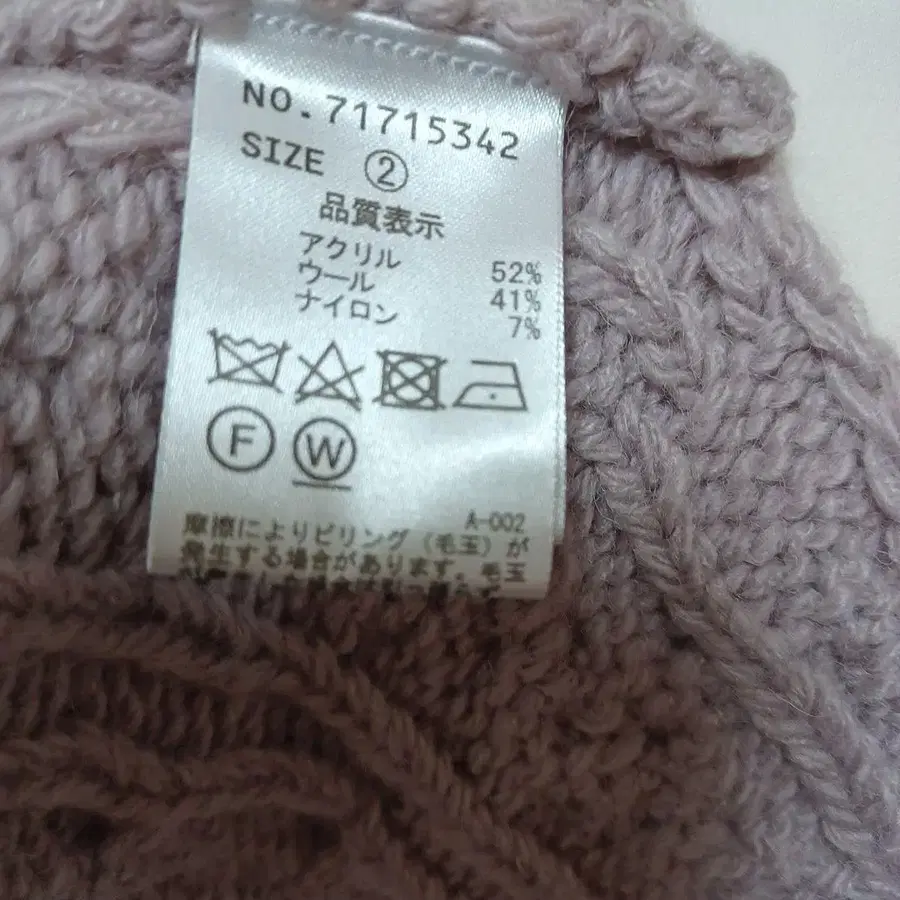 NO.71715342
SIZE ②
品質表示
アクリル 52%
ウール 41%
ナイロン 7%
F W
A-002
摩擦によりピリング(毛玉)が
発生する場合があります。毛玉